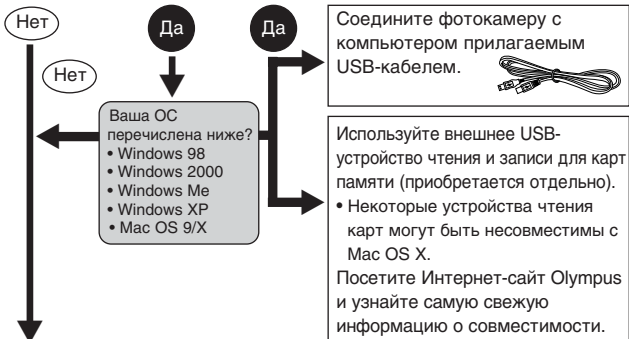 Нет
Да
Да
Нет
Ваша ОС
перечислена ниже?
• Windows 98
• Windows 2000
• Windows Me
• Windows XP
• Mac OS 9/X
Соедините фотокамеру с
компьютером прилагаемым
USB-кабелем.
Используйте внешнее USB-
устройство чтения и записи для карт
памяти (приобретается отдельно).
• Некоторые устройства чтения
карт могут быть несовместимы с
Mac OS X.
Посетите Интернет-сайт Olympus
и узнайте самую свежую
информацию о совместимости.